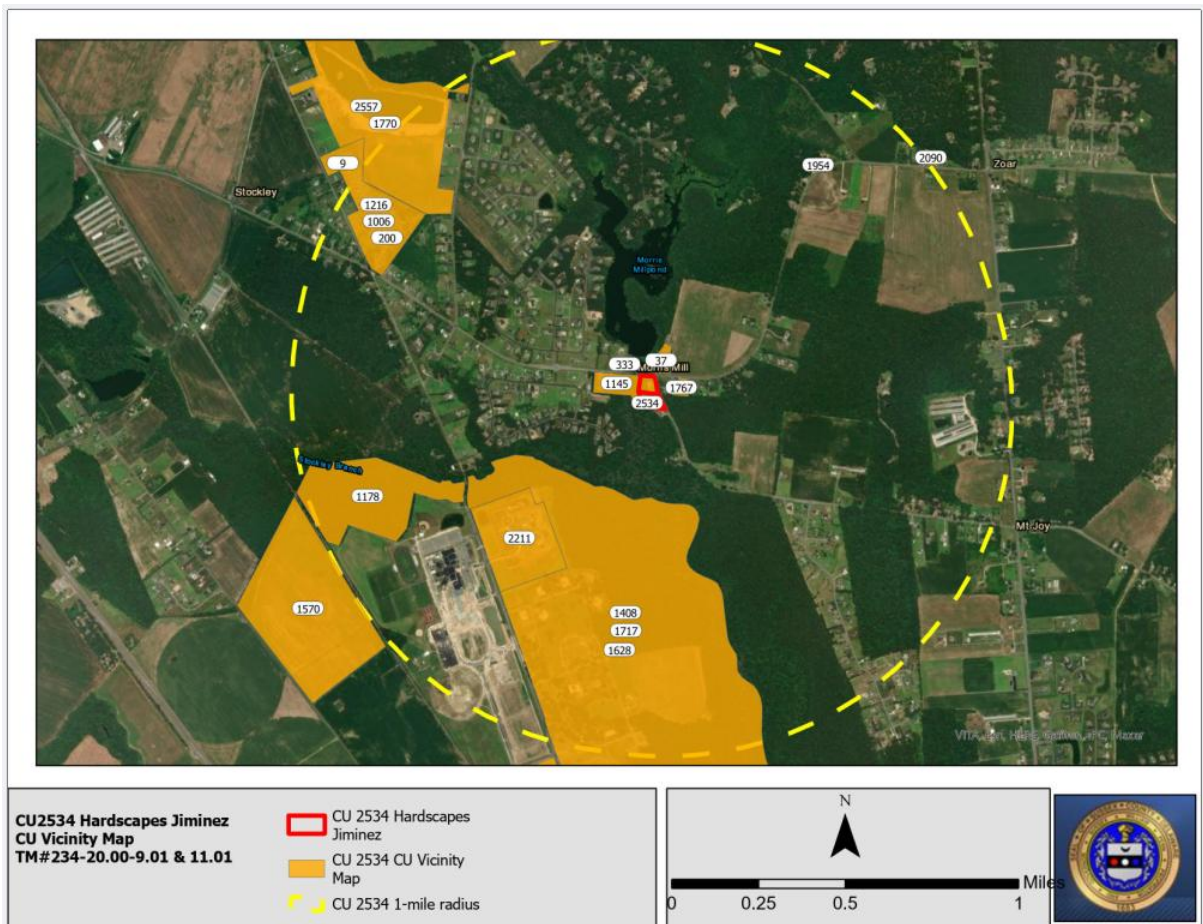 2557
1770
9
Stockley
1216
1006
200
1954
2090
Zoar
Morris
Millpond
333
37
Morris Mill
1145
1767
2534
Stockley Branch
1178
Mt Joy
2211
1570
1408
1717
1628
CU2534 Hardscapes Jiminez
CU Vicinity Map
TM#234-20.00-9.01 & 11.01
CU 2534 Hardscapes
Jiminez
CU 2534 CU Vicinity
Map
CU 2534 1-mile radius
N
Miles
0 0.25 0.5 1